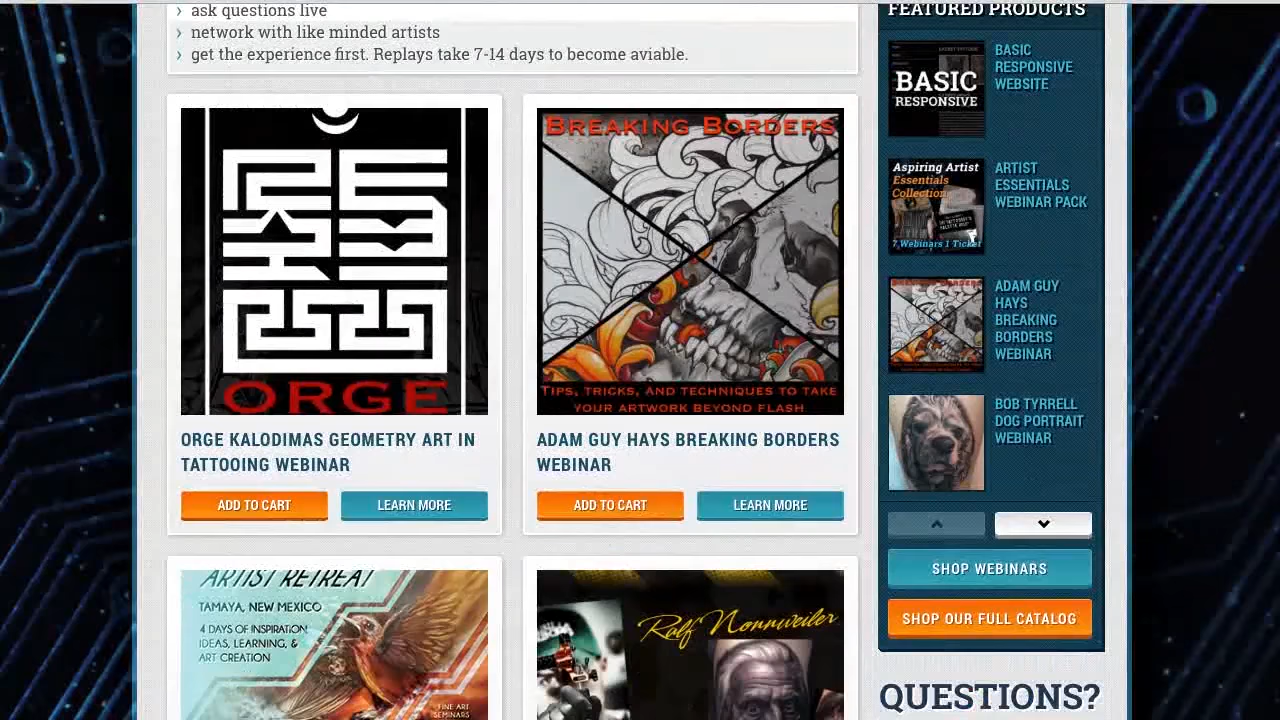 ask questions live
network with like minded artists
get the experience first. Replays take 7-14 days to become aviable.
ORGE
ORGE KALODIMAS GEOMETRY ART IN
TATTOOING WEBINAR
ADD TO CART
LEARN MORE
BREAKING BORDERS
TIPS, TRICKS, AND TECHNIQUES TO TAKE
YOUR ARTWORK BEYOND FLASH
ADAM GUY HAYS BREAKING BORDERS
WEBINAR
ADD TO CART
LEARN MORE
ARTIST RETREAT
TAMAYA, NEW MEXICO
4 DAYS OF INSPIRATION,
IDEAS, LEARNING, &
ART CREATION
FINE ART
SEMINARS
Ralf Nonnweiler
FEATURED PRODUCTS
BASIC
RESPONSIVE
BASIC
RESPONSIVE
WEBSITE
Aspiring Artist
Essentials
Collection
7 Webinars 1 Ticket
ARTIST
ESSENTIALS
WEBINAR PACK
BREAKING BORDERS
ADAM GUY
HAYS
BREAKING
BORDERS
WEBINAR
BOB TYRRELL
DOG PORTRAIT
WEBINAR
SHOP WEBINARS
SHOP OUR FULL CATALOG
QUESTIONS?